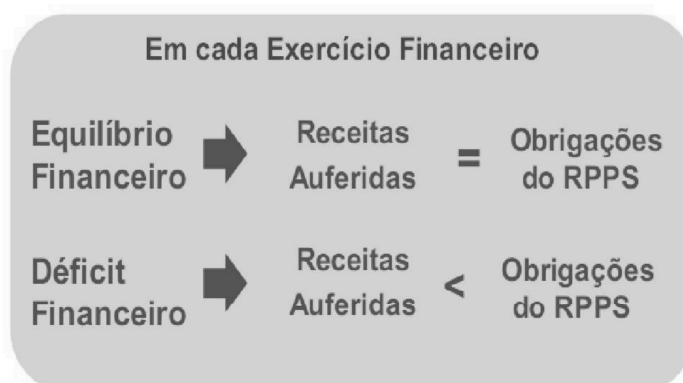 Em cada Exercício Financeiro
Equilíbrio Financeiro
Receitas Auferidas
=
Obrigações do RPPS
Déficit Financeiro
Receitas Auferidas
<
Obrigações do RPPS